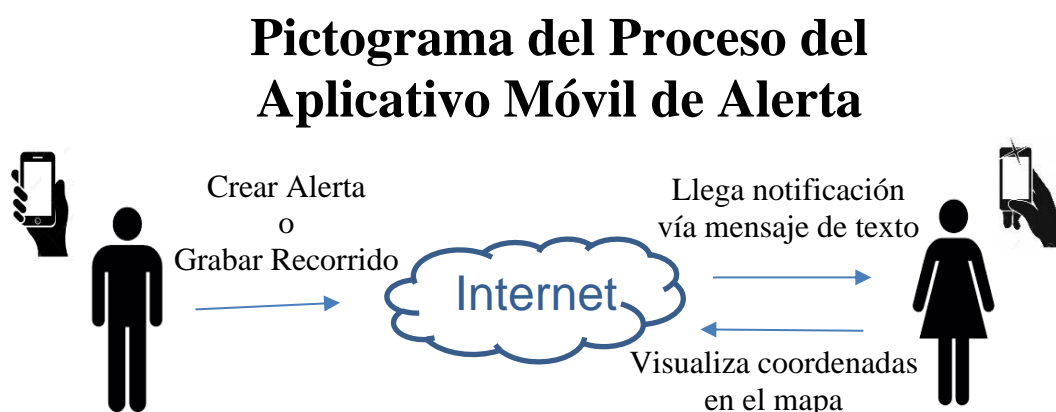 Pictograma del Proceso del
Aplicativo Móvil de Alerta
Crear Alerta
o
Grabar Recorrido
Internet
Llega notificación
vía mensaje de texto
Visualiza coordenadas
en el mapa